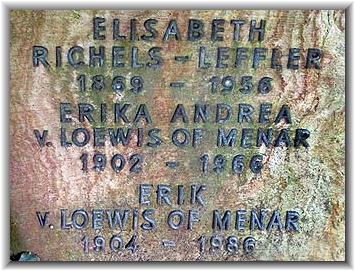 ELISABETH
RICHELS - LEFFLER
1869 - 1956
ERIKA ANDREA
v. LOEWIS OF MENAR
1902 - 1966
ERIK
v. LOEWIS OF MENAR
1904 - 1986